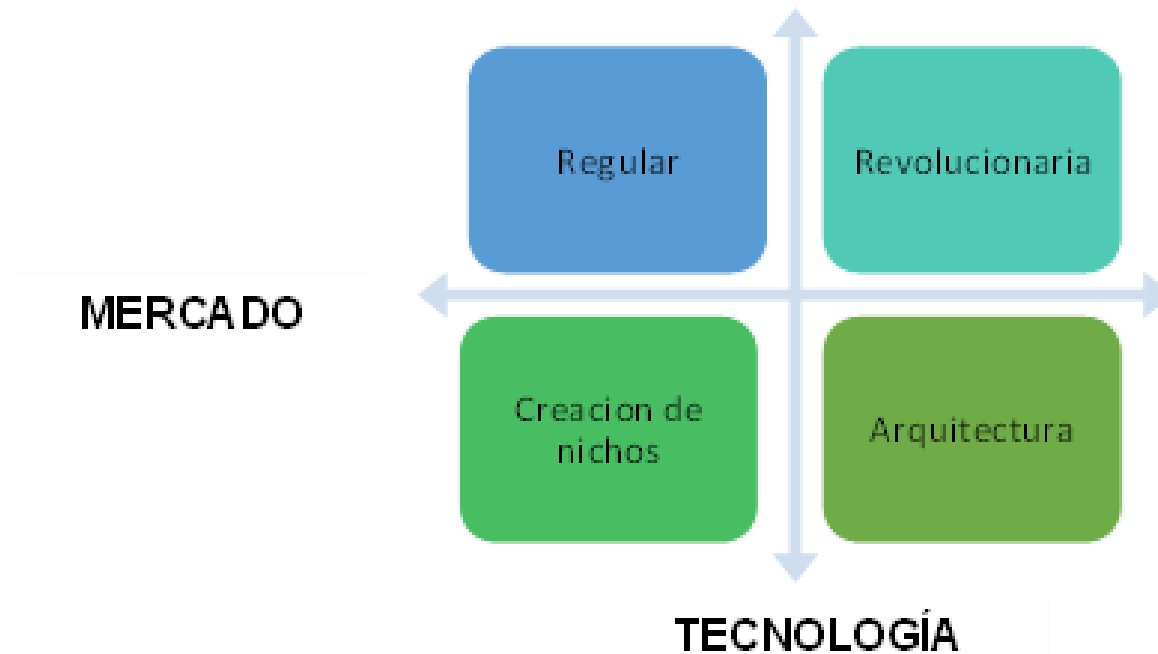 Regular
Revolucionaria
MERCADO
Creacion de
nichos
Arquitectura
TECNOLOGÍA